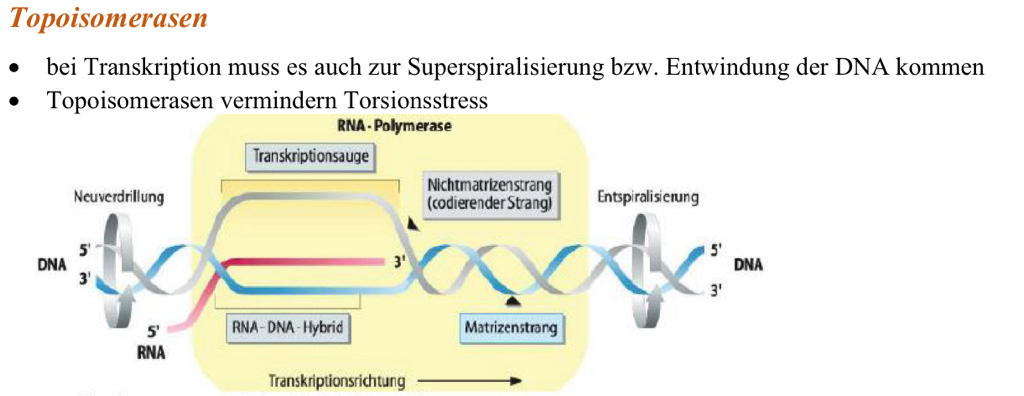 Topoisomerasen
• bei Transkription muss es auch zur Superspiralisierung bzw. Entwindung der DNA kommen
• Topoisomerasen vermindern Torsionsstress
RNA-Polymerase
Transkriptionsauge
Neuverdrillung
Nichtmatrizenstrang
(codierender Strang)
Entspiralisierung
DNA
5'
3'
3'
5'
3'
DNA
5'
RNA
RNA-DNA-Hybrid
Matrizenstrang
Transkriptionsrichtung